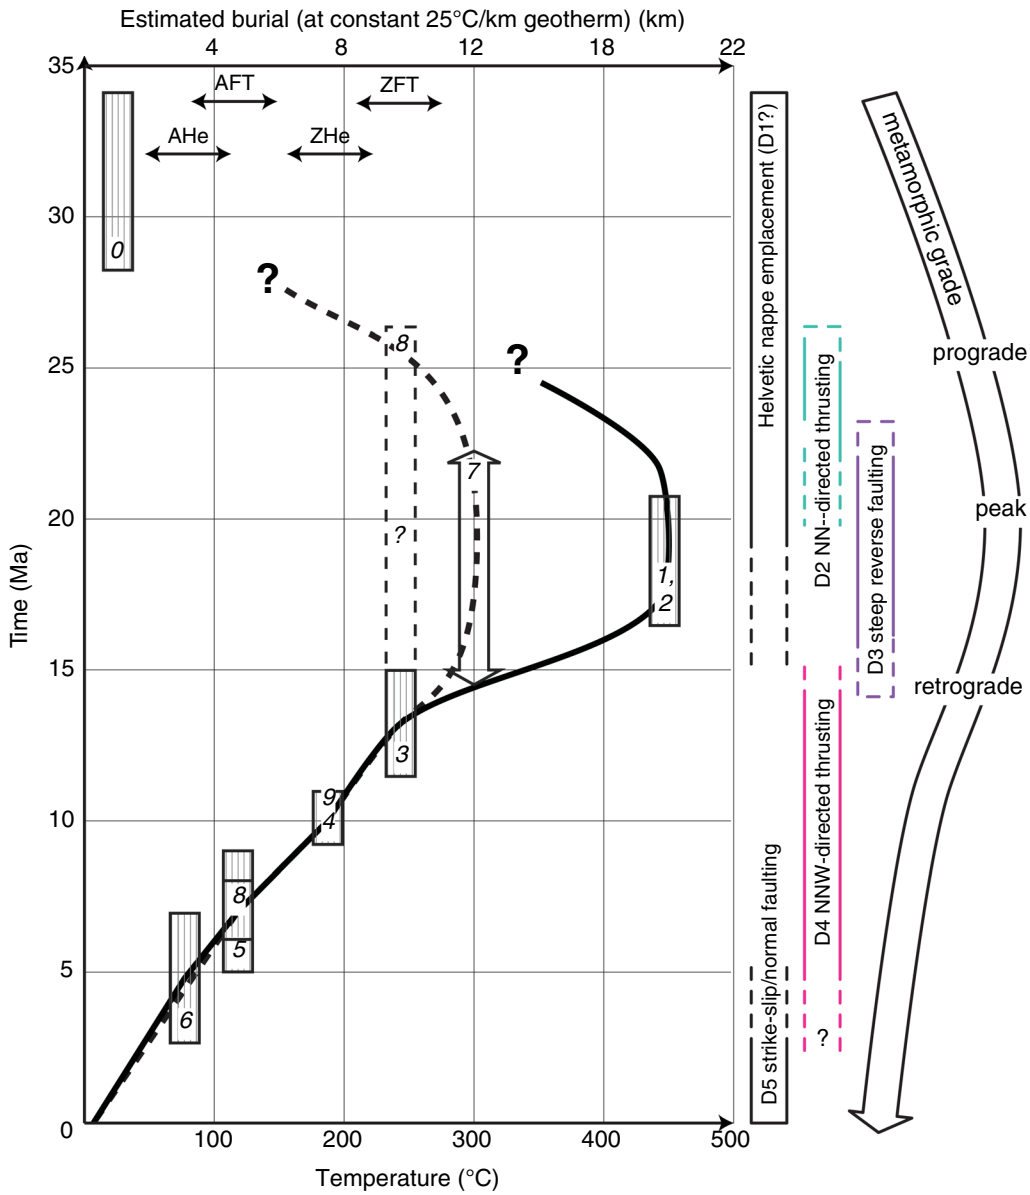 Estimated burial (at constant 25°C/km geotherm) (km)
4 8 12 18 22
35
AFT
ZFT
AHe
ZHe
30
0
?
8
?
25
7
20
?
1,
2
15
3
10
9
4
8
5
5
6
0
100 200 300 400 500
Temperature (°C)
Time (Ma)
Helvetic nappe emplacement (D1?)
D5 strike-slip/normal faulting
D2 NN--directed thrusting
D4 NNW-directed thrusting
?
D3 steep reverse faulting
metamorphic grade
prograde
peak
retrograde